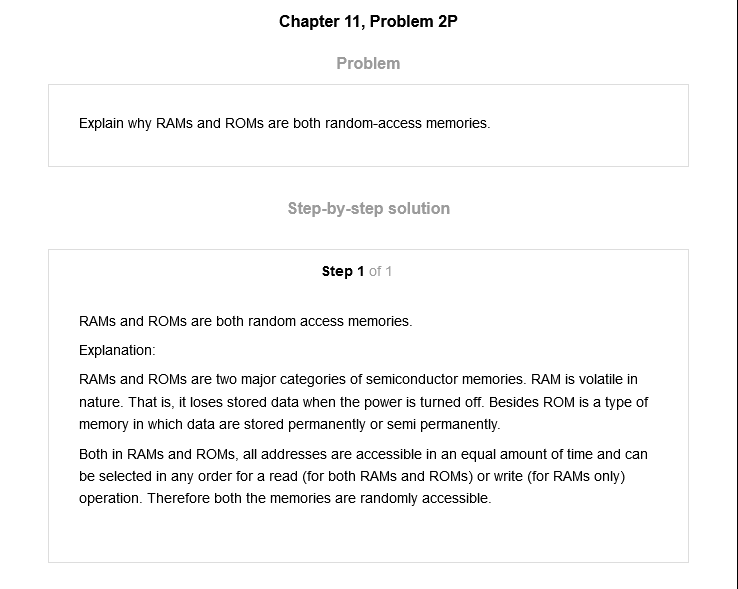 Chapter 11, Problem 2P
Problem
Explain why RAMs and ROMs are both random-access memories.
Step-by-step solution
Step 1 of 1
RAMs and ROMs are both random access memories.
Explanation:
RAMs and ROMs are two major categories of semiconductor memories. RAM is volatile in
nature. That is, it loses stored data when the power is turned off. Besides ROM is a type of
memory in which data are stored permanently or semi permanently.
Both in RAMs and ROMs, all addresses are accessible in an equal amount of time and can
be selected in any order for a read (for both RAMs and ROMs) or write (for RAMs only)
operation. Therefore both the memories are randomly accessible.